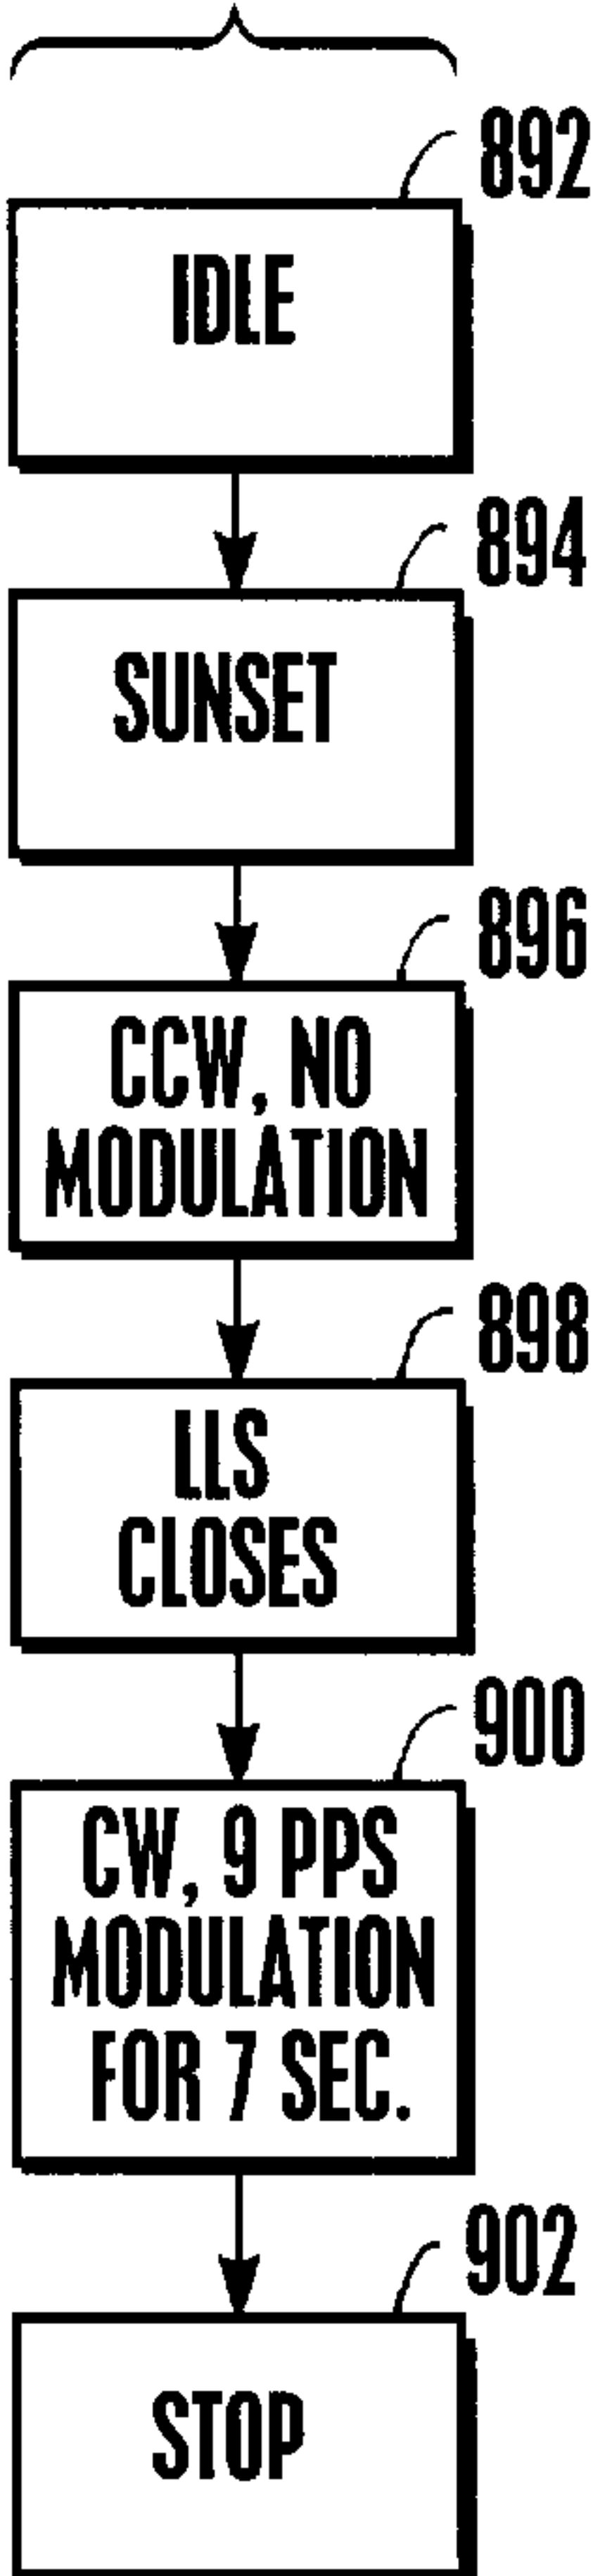 892
IDLE
894
SUNSET
896
CCW, NO
MODULATION
898
LLS
CLOSES
900
CW, 9 PPS
MODULATION
FOR 7 SEC.
902
STOP